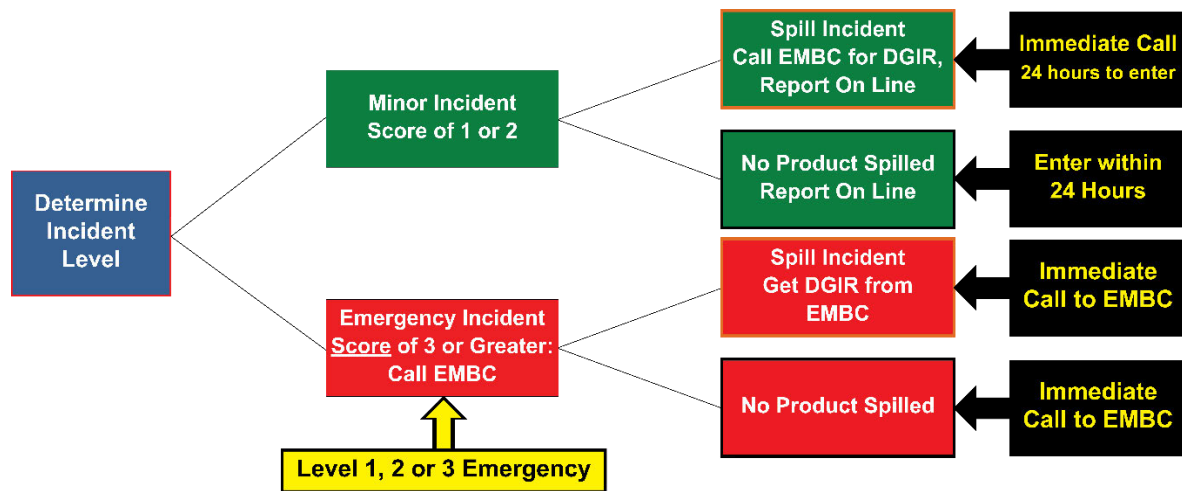 Determine
Incident
Level
Minor Incident
Score of 1 or 2
Spill Incident
Call EMBC for DGIR,
Report On Line
Immediate Call
24 hours to enter
No Product Spilled
Report On Line
Enter within
24 Hours
Emergency Incident
Score of 3 or Greater:
Call EMBC
Level 1, 2 or 3 Emergency
Spill Incident
Get DGIR from
EMBC
Immediate
Call to EMBC
No Product Spilled
Immediate
Call to EMBC